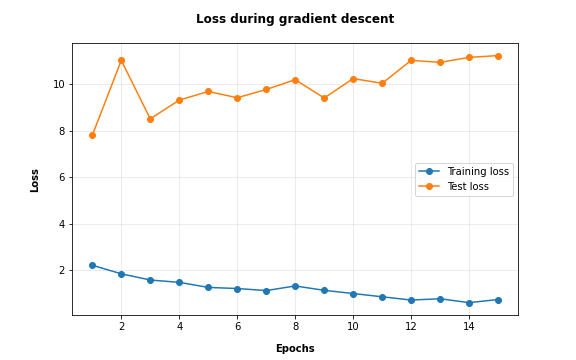 Loss during gradient descent
10
8
6
4
2
Loss
Training loss
Test loss
2 4 6 8 10 12 14
Epochs